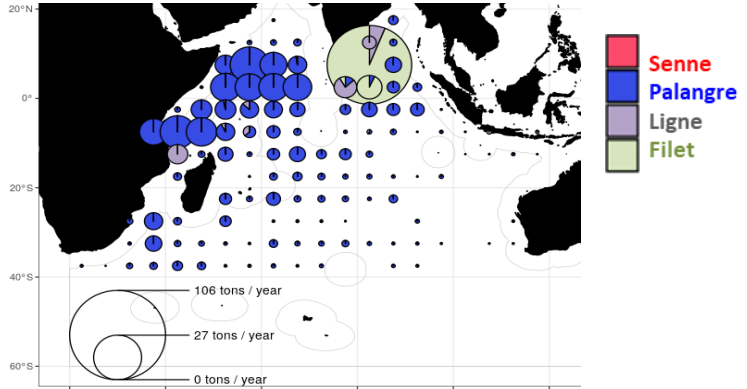 20°N
0°
20°S
40°S
60°S
106 tons / year
27 tons / year
0 tons / year
Senne
Palangre
Ligne
Filet